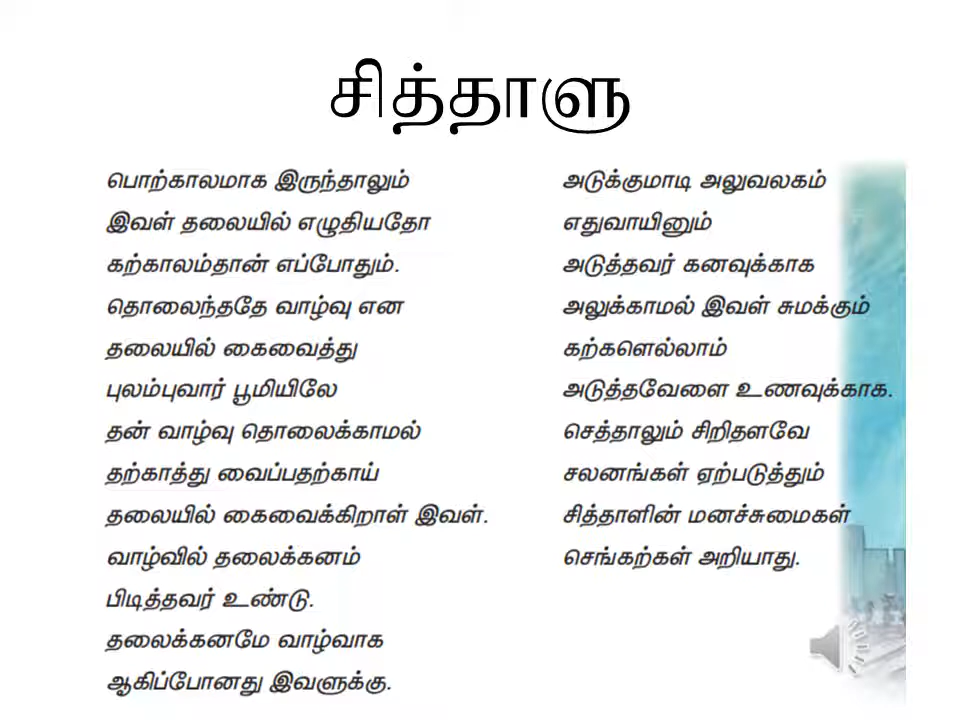 சித்தாளு
பொற்காலமாக இருந்தாலும்
இவள் தலையில் எழுதியதோ
கற்காலம்தான் எப்போதும்.
தொலைந்ததே வாழ்வு என
தலையில் கைவைத்து
புலம்புவார் பூமியிலே
தன் வாழ்வு தொலைக்காமல்
தற்காத்து வைப்பதற்காய்
தலையில் கைவைக்கிறாள் இவள்.
வாழ்வில் தலைக்கனம்
பிடித்தவர் உண்டு.
தலைக்கனமே வாழ்வாக
ஆகிப்போனது இவளுக்கு.
அடுக்குமாடி அலுவலகம்
எதுவாயினும்
அடுத்தவர் கனவுக்காக
அலுக்காமல் இவள் சுமக்கும்
கற்களெல்லாம்
அடுத்தவேளை உணவுக்காக.
செத்தாலும் சிறிதளவே
சலனங்கள் ஏற்படுத்தும்
சித்தாளின் மனச்சுமைகள்
செங்கற்கள் அறியாது.